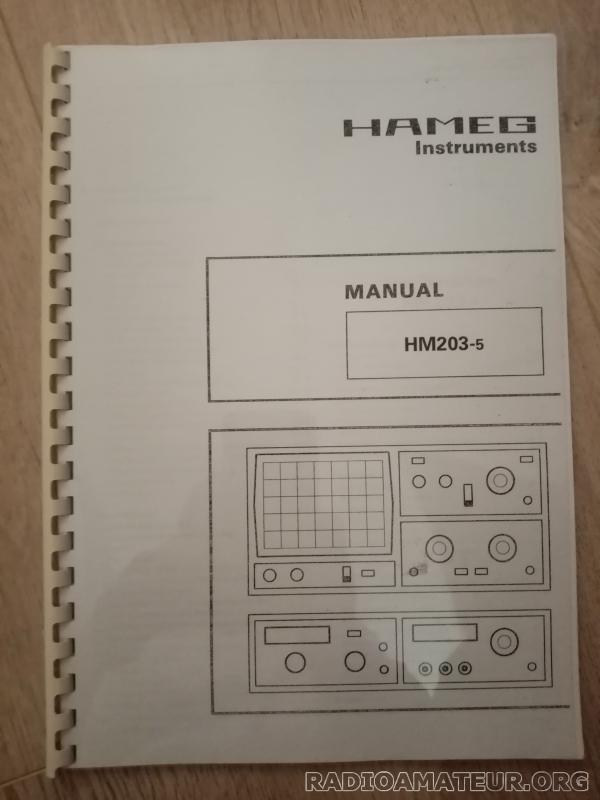 HAMEG
Instruments
MANUAL
HM203-5
RADIOAMATEUR.ORG